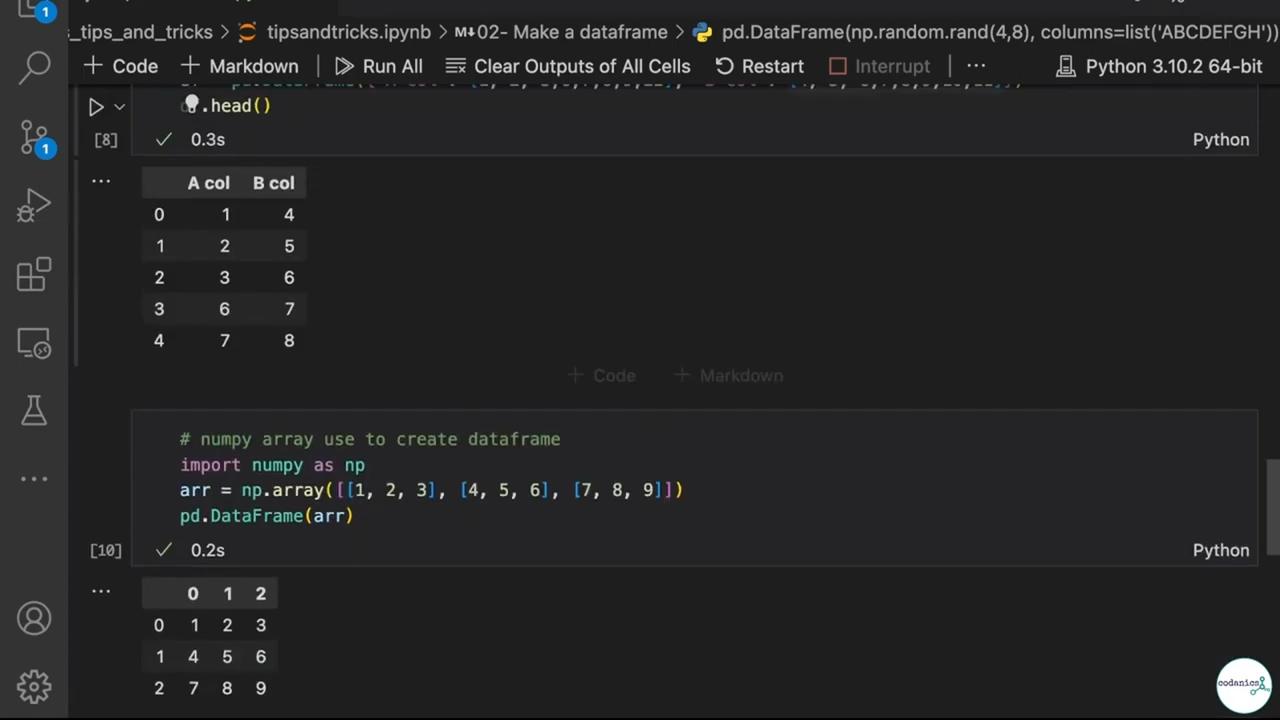 1
_tips_and_tricks > tipsandtricks.ipynb > M↓02- Make a dataframe > pd.DataFrame(np.random.rand(4,8), columns=list('ABCDEFGH'))
+ Code + Markdown Run All Clear Outputs of All Cells Restart Interrupt ... Python 3.10.2 64-bit
.head()
[8] ✓ 0.3s Python
1
... A col B col
0 1 4
1 2 5
2 3 6
3 6 7
4 7 8
+ Code + Markdown
# numpy array use to create dataframe
import numpy as np
arr = np.array([[1, 2, 3], [4, 5, 6], [7, 8, 9]])
pd.DataFrame(arr)
[10] ✓ 0.2s Python
... 0 1 2
0 1 2 3
1 4 5 6
2 7 8 9
codanics